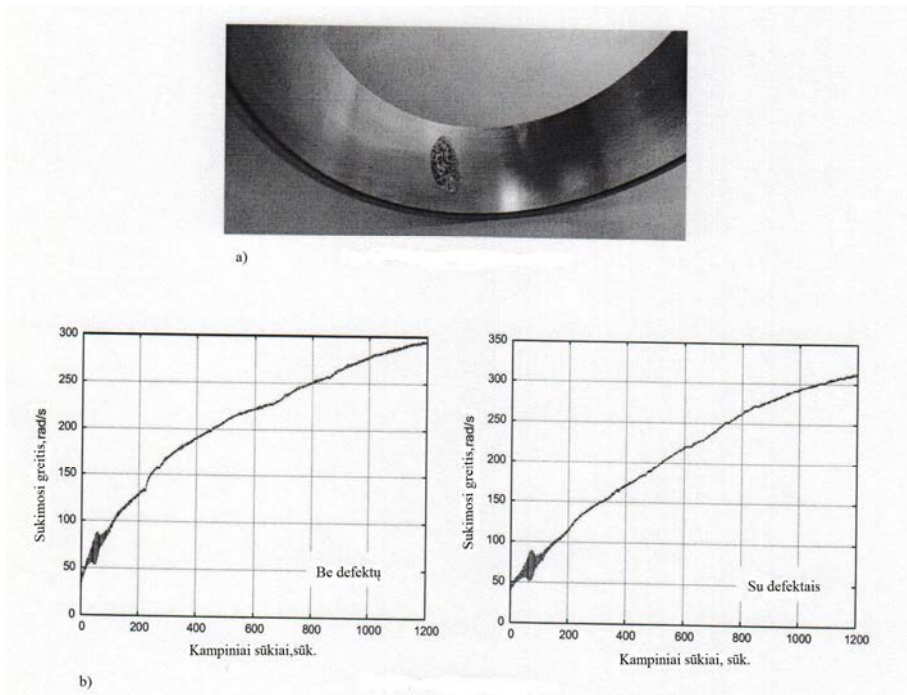 a)
300
250
200
150
100
50
0
0 200 400 600 800 1000 1200
Sukimosi greitis,rad/s
Kampiniai sūkiai,sūk.
Be defektų
350
300
250
200
150
100
50
0
0 200 400 600 800 1000 1200
Sukimosi greitis,rad/s
Kampiniai sūkiai, sūk.
Su defektais
b)